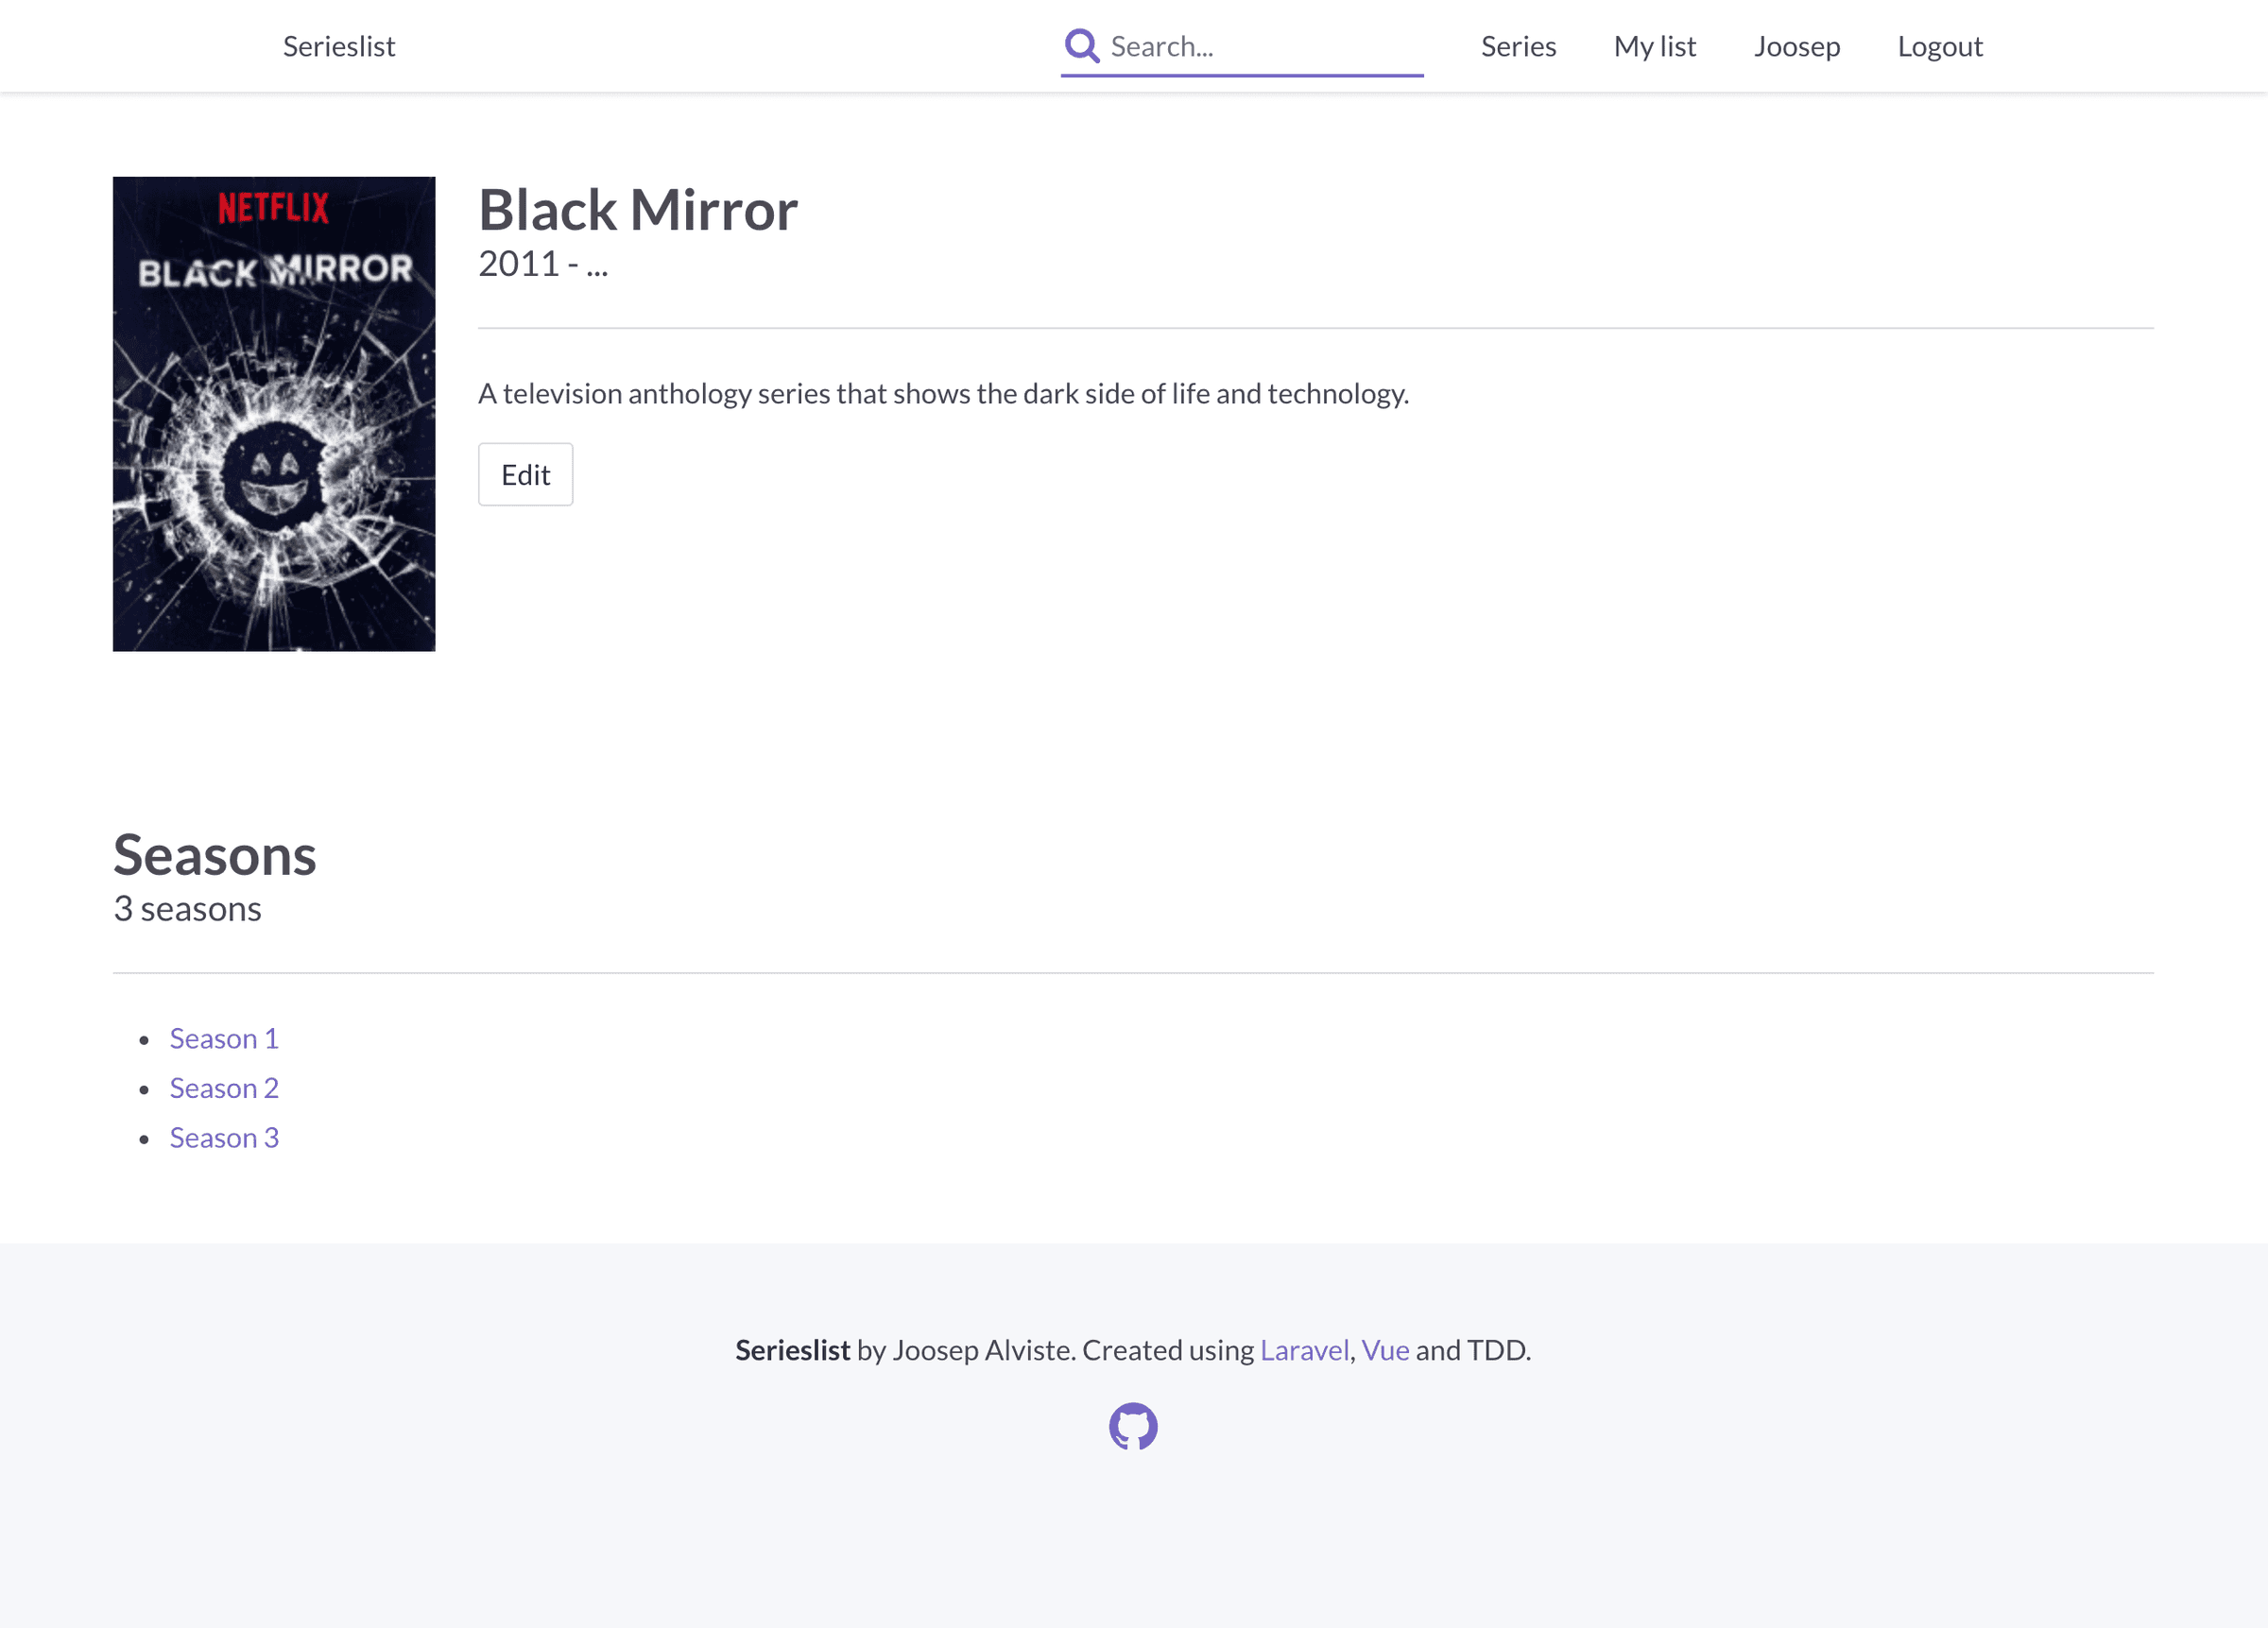 Serieslist
Search...
Series
My list
Joosep
Logout
NETFLIX
BLACK MIRROR
Black Mirror
2011 - ...
A television anthology series that shows the dark side of life and technology.
Edit
Seasons
3 seasons
Season 1
Season 2
Season 3
Serieslist by Joosep Alviste. Created using Laravel, Vue and TDD.